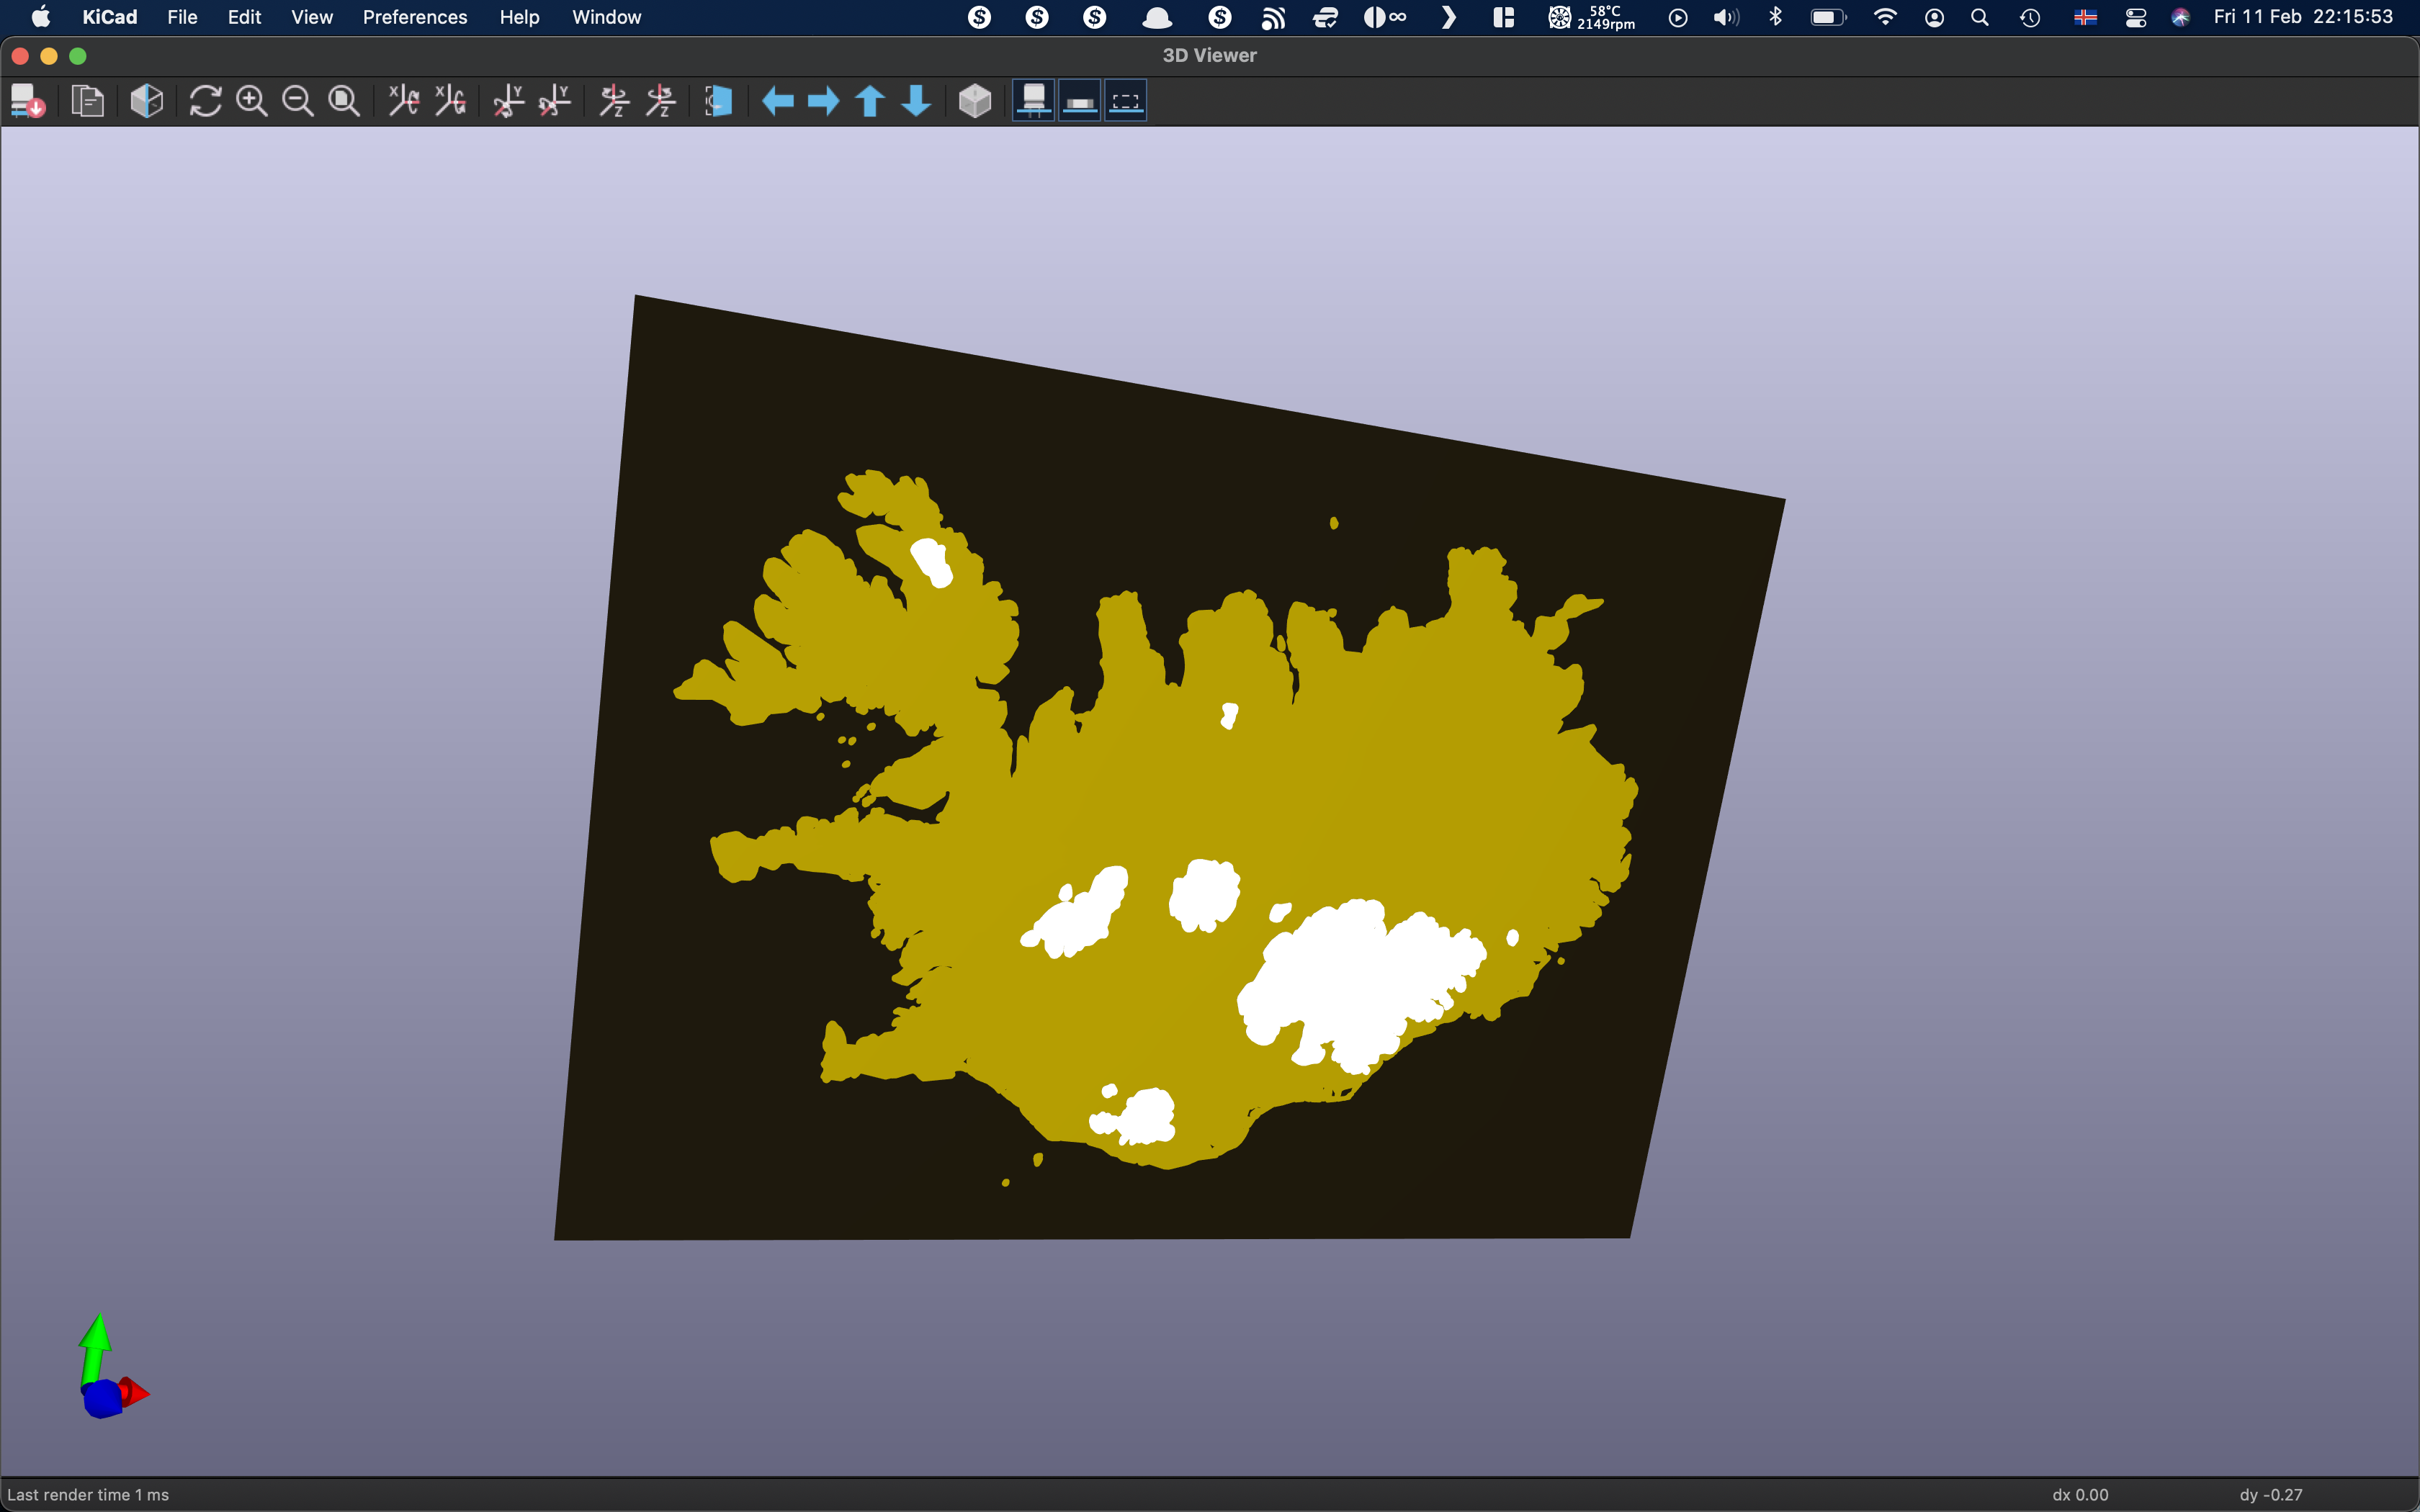 KiCad File Edit View Preferences Help Window 58°C Fri 11 Feb 22:15:53
2149rpm
3D Viewer
X X Y Y Z Z
Last render time 1 ms dx 0.00 dy -0.27